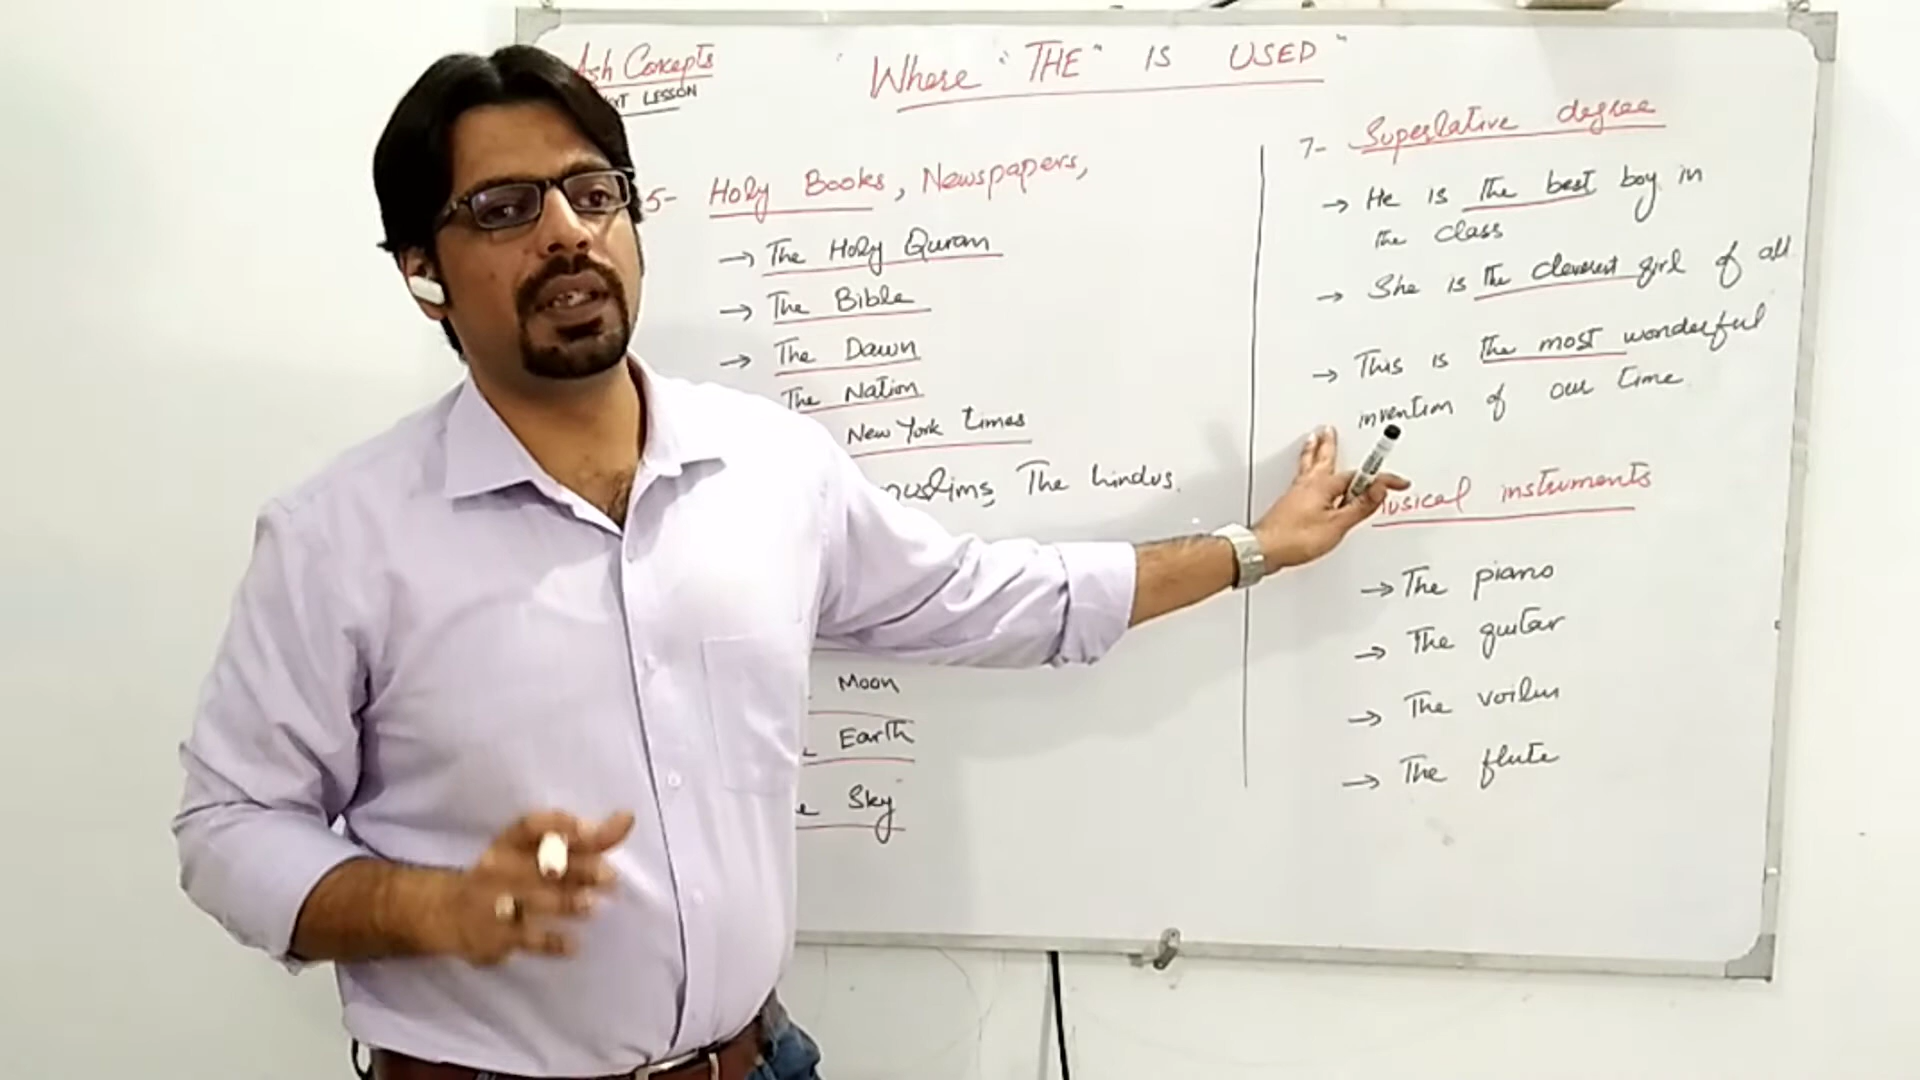 Ash Concepts
LESSON
" Where "THE" IS USED "
5- Holy Books, Newspapers,
→ The Holy Quran
→ The Bible
→ The Dawn
The Nation
New York Times
muslims, The hindus.
Moon
Earth
Sky
7- Superlative degree
→ He is the best boy in
the class
→ She is the cleverest girl of all
→ This is the most wonderful
invention of our time.
Musical instruments
→ The piano
→ The guitar
→ The voilin
→ The flute